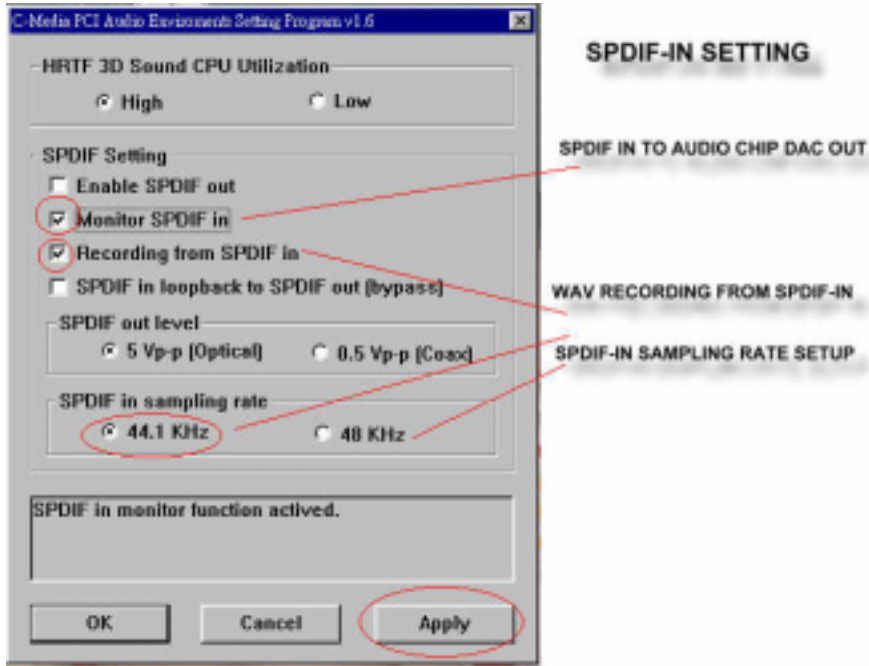 C-Media PCI Audio Enviroments Setting Program v1.6
HRTF 3D Sound CPU Utilization
High Low
SPDIF Setting
Enable SPDIF out
Monitor SPDIF in
Recording from SPDIF in
SPDIF in loopback to SPDIF out (bypass)
SPDIF out level
5 Vp-p (Optical) 0.5 Vp-p (Coax)
SPDIF in sampling rate
44.1 KHz 48 KHz
SPDIF in monitor function actived.
OK Cancel Apply
SPDIF-IN SETTING
SPDIF IN TO AUDIO CHIP DAC OUT
WAV RECORDING FROM SPDIF-IN
SPDIF-IN SAMPLING RATE SETUP